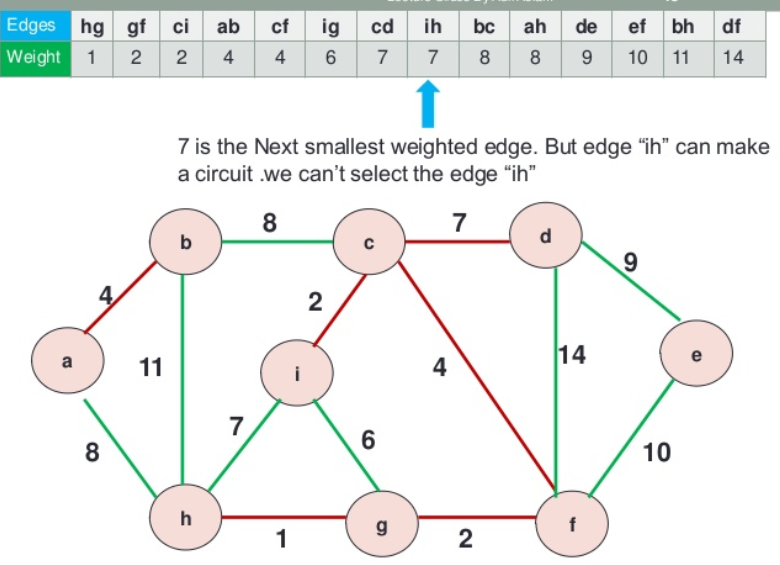 Edges hg gf ci ab cf ig cd ih bc ah de ef bh df
Weight 1 2 2 4 4 6 7 7 8 8 9 10 11 14
7 is the Next smallest weighted edge. But edge “ih” can make
a circuit .we can’t select the edge “ih”
8 7
b c d
9
4 2
11 4 14
a i e
7 6
8 10
h g f
1 2